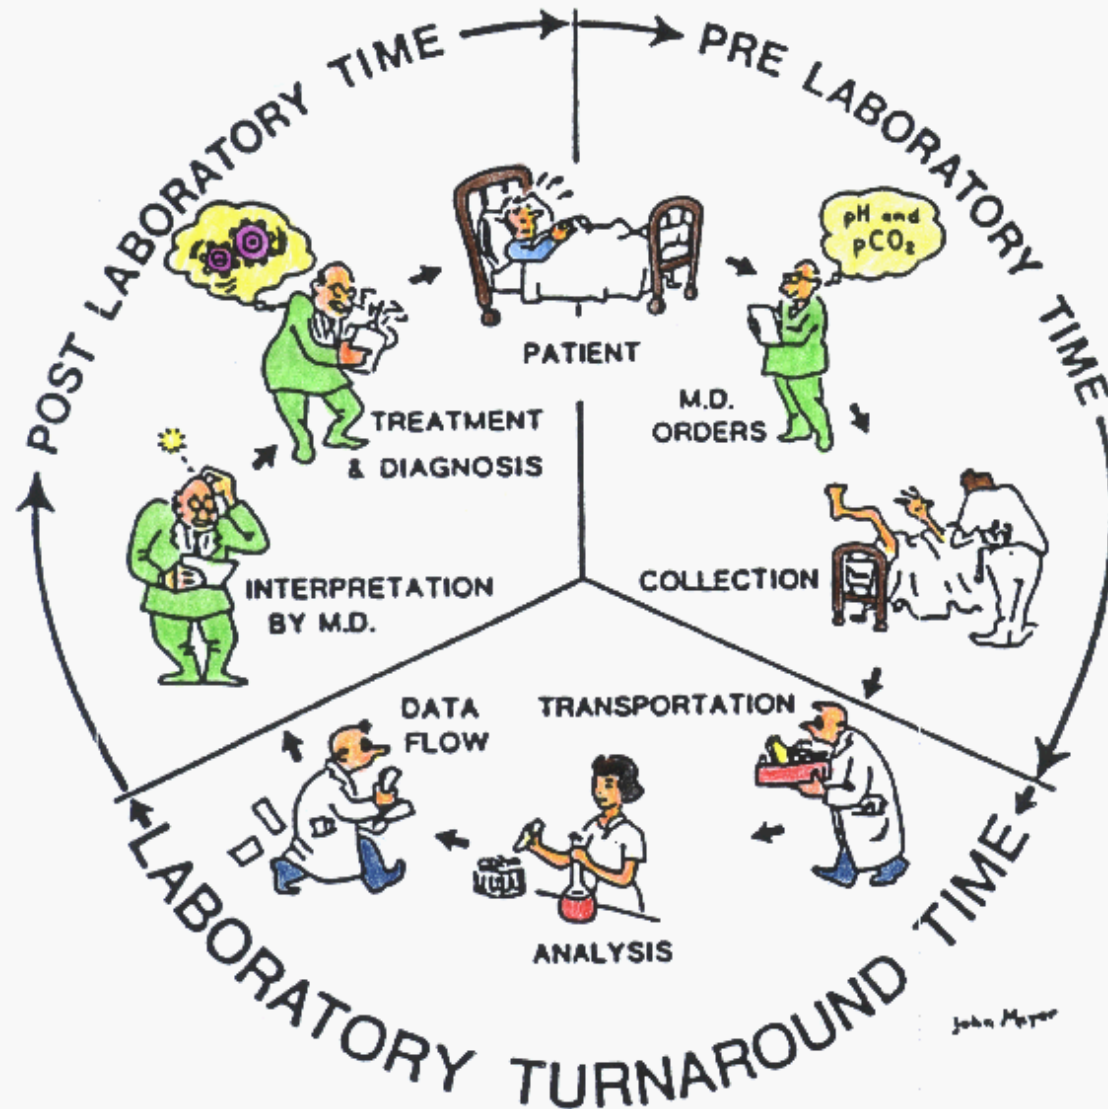 POST LABORATORY TIME
PRE LABORATORY TIME
pH and
pCO₂
PATIENT
M.D.
ORDERS
COLLECTION
TRANSPORTATION
ANALYSIS
DATA
FLOW
INTERPRETATION
BY M.D.
TREATMENT
& DIAGNOSIS
LABORATORY TURNAROUND TIME
John Mayer